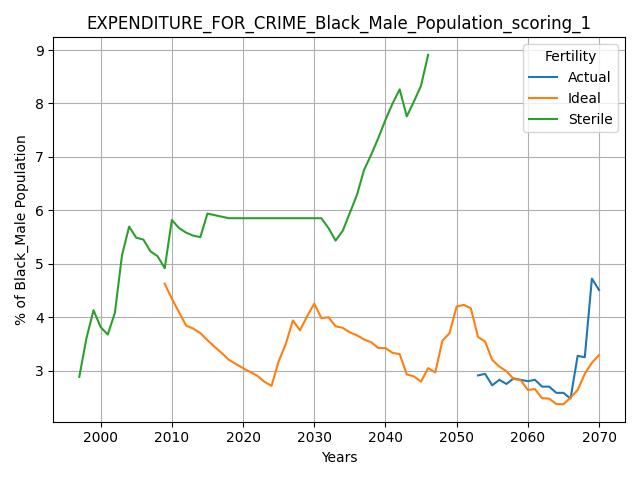 EXPENDITURE_FOR_CRIME_Black_Male_Population_scoring_1
% of Black_Male Population
9
8
7
6
5
4
3
Fertility
Actual
Ideal
Sterile
2000 2010 2020 2030 2040 2050 2060 2070
Years